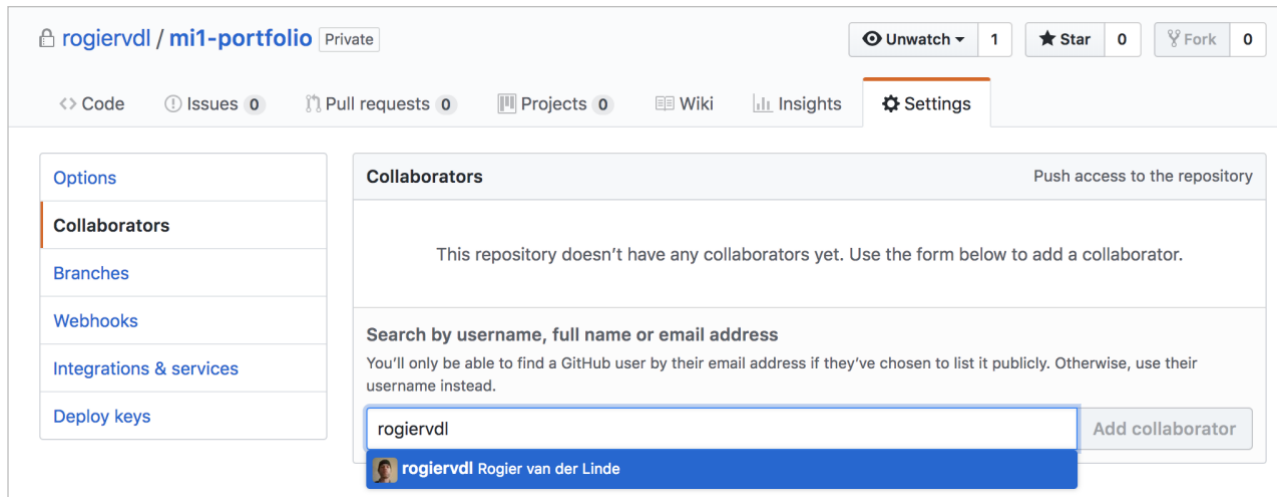 rogiervdl / mi1-portfolio Private
Unwatch 1 Star 0 Fork 0
Code Issues 0 Pull requests 0 Projects 0 Wiki Insights Settings
Options
Collaborators
Branches
Webhooks
Integrations & services
Deploy keys
Collaborators Push access to the repository
This repository doesn’t have any collaborators yet. Use the form below to add a collaborator.
Search by username, full name or email address
You’ll only be able to find a GitHub user by their email address if they’ve chosen to list it publicly. Otherwise, use their
username instead.
rogiervdl Add collaborator
rogiervdl Rogier van der Linde